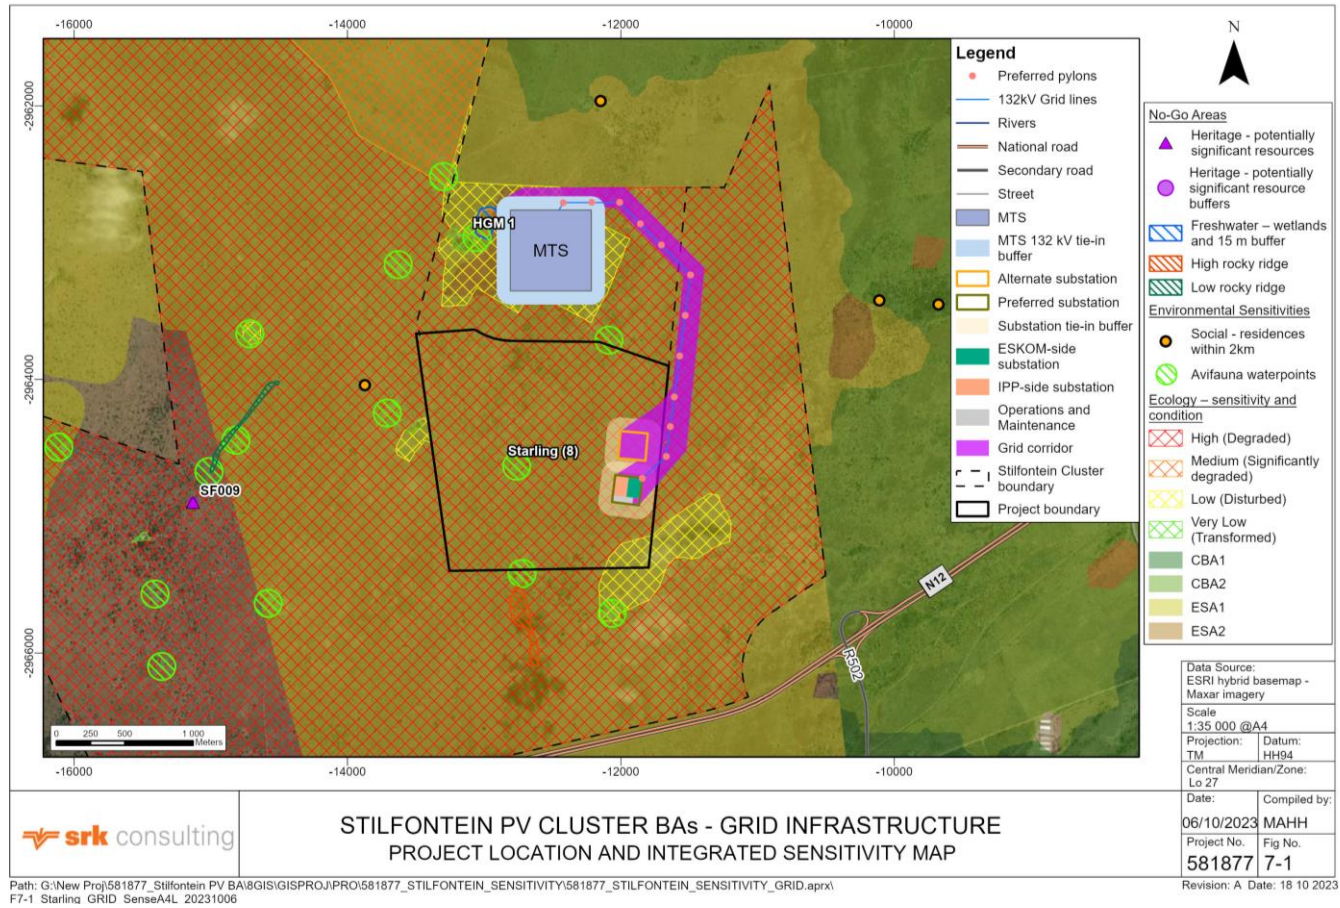 -16000
-14000
-12000
-10000
N
-2962000
-2964000
-2966000
HGM 1
MTS
Starling (8)
SF009
N12
R502
0 250 500 1 000
Meters
-16000
-14000
-12000
-10000
Legend
Preferred pylons
132kV Grid lines
Rivers
National road
Secondary road
Street
MTS
MTS 132 kV tie-in
buffer
Alternate substation
Preferred substation
Substation tie-in buffer
ESKOM-side
substation
IPP-side substation
Operations and
Maintenance
Grid corridor
Stilfontein Cluster
boundary
Project boundary
No-Go Areas
Heritage - potentially
significant resources
Heritage - potentially
significant resource
buffers
Freshwater – wetlands
and 15 m buffer
High rocky ridge
Low rocky ridge
Environmental Sensitivities
Social - residences
within 2km
Avifauna waterpoints
Ecology – sensitivity and
condition
High (Degraded)
Medium (Significantly
degraded)
Low (Disturbed)
Very Low
(Transformed)
CBA1
CBA2
ESA1
ESA2
Data Source:
ESRI hybrid basemap -
Maxar imagery
Scale
1:35 000 @A4
Projection:
TM
Datum:
HH94
Central Meridian/Zone:
Lo 27
Date:
06/10/2023
Compiled by:
MAHH
Project No.
581877
Fig No.
7-1
Revision: A Date: 18 10 2023
srk consulting
STILFONTEIN PV CLUSTER BAs - GRID INFRASTRUCTURE
PROJECT LOCATION AND INTEGRATED SENSITIVITY MAP
Path: G:\New Proj\581877_Stilfontein PV BA\8GIS\GISPROJ\PRO\581877_STILFONTEIN_SENSITIVITY\581877_STILFONTEIN_SENSITIVITY_GRID.aprx\
F7-1_Starling_GRID_SenseA4L_20231006